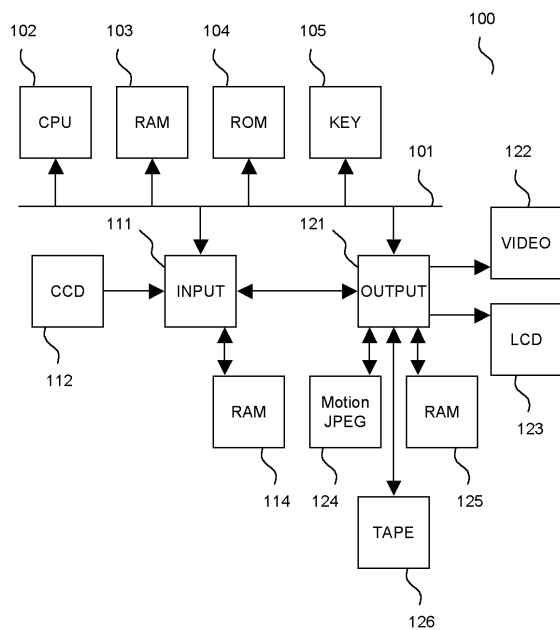 100
102
103
104
105
CPU
RAM
ROM
KEY
101
122
111
121
VIDEO
CCD
INPUT
OUTPUT
LCD
112
123
RAM
Motion
JPEG
RAM
114
124
125
TAPE
126